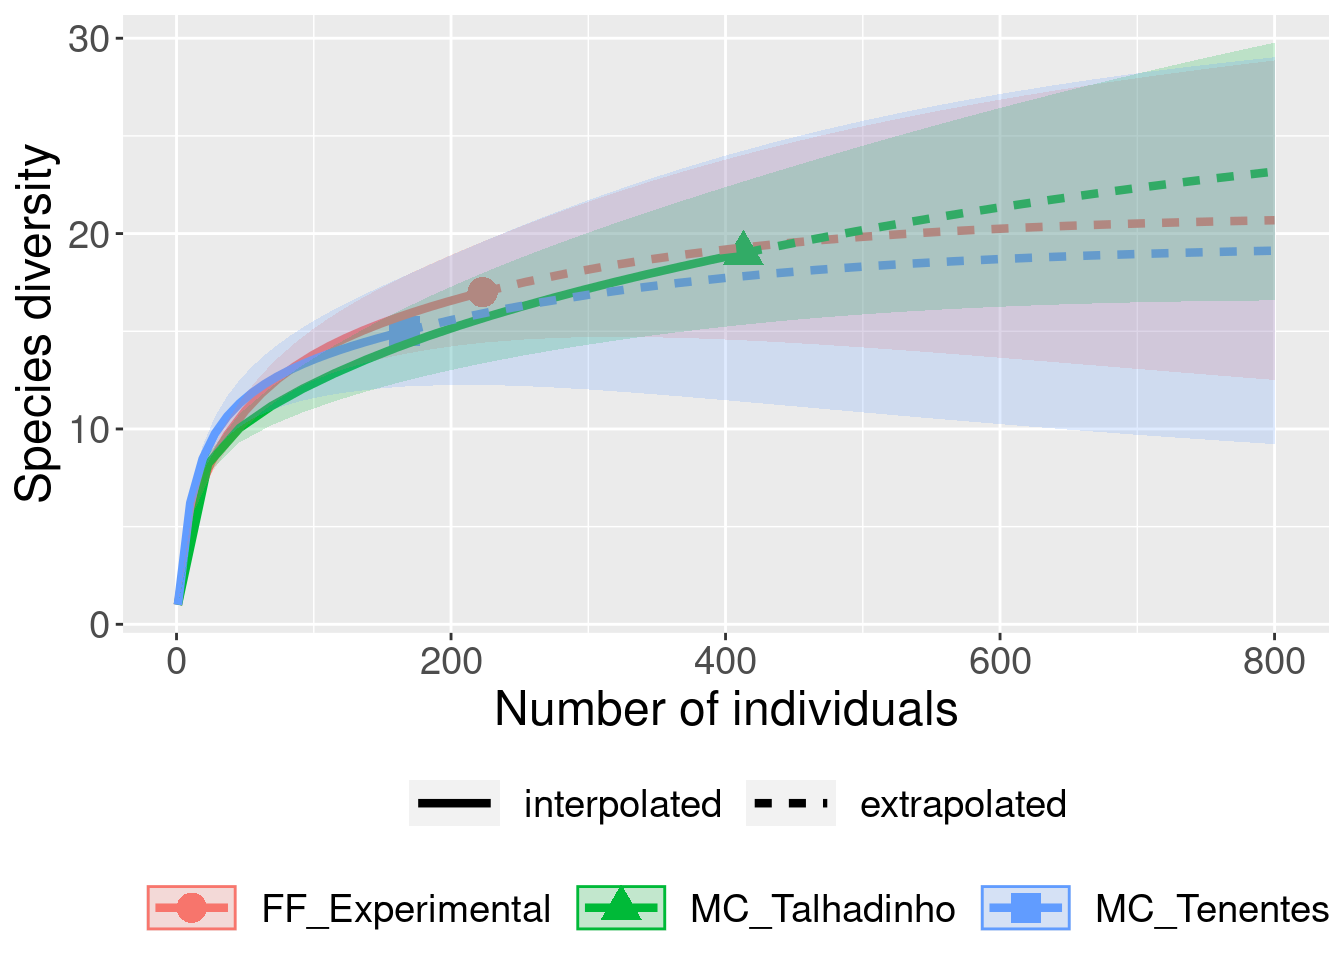 Species diversity
30
20
10
0
0 200 400 600 800
Number of individuals
interpolated extrapolated
FF_Experimental MC_Talhadinho MC_Tenentes